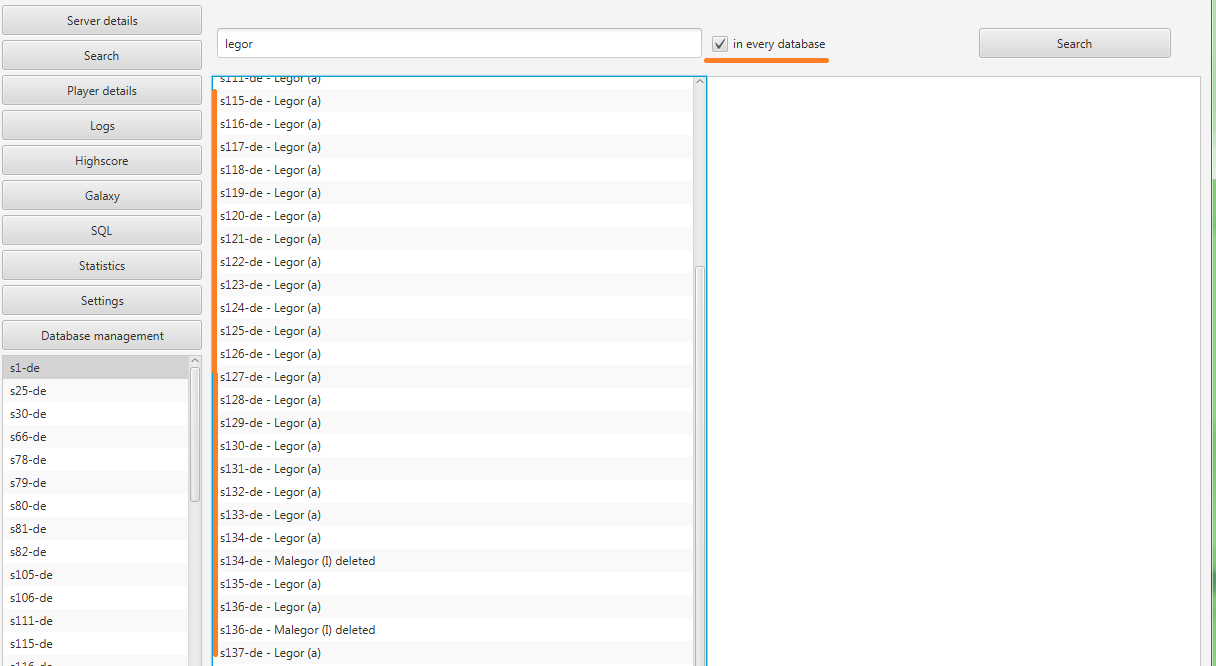 Server details
Search
Player details
Logs
Highscore
Galaxy
SQL
Statistics
Settings
Database management
s1-de
s25-de
s30-de
s66-de
s78-de
s79-de
s80-de
s81-de
s82-de
s105-de
s106-de
s111-de
s115-de
s116-de
legor
in every database
Search
s111-de - Legor (a)
s115-de - Legor (a)
s116-de - Legor (a)
s117-de - Legor (a)
s118-de - Legor (a)
s119-de - Legor (a)
s120-de - Legor (a)
s121-de - Legor (a)
s122-de - Legor (a)
s123-de - Legor (a)
s124-de - Legor (a)
s125-de - Legor (a)
s126-de - Legor (a)
s127-de - Legor (a)
s128-de - Legor (a)
s129-de - Legor (a)
s130-de - Legor (a)
s131-de - Legor (a)
s132-de - Legor (a)
s133-de - Legor (a)
s134-de - Legor (a)
s134-de - Malegor (I) deleted
s135-de - Legor (a)
s136-de - Legor (a)
s136-de - Malegor (I) deleted
s137-de - Legor (a)